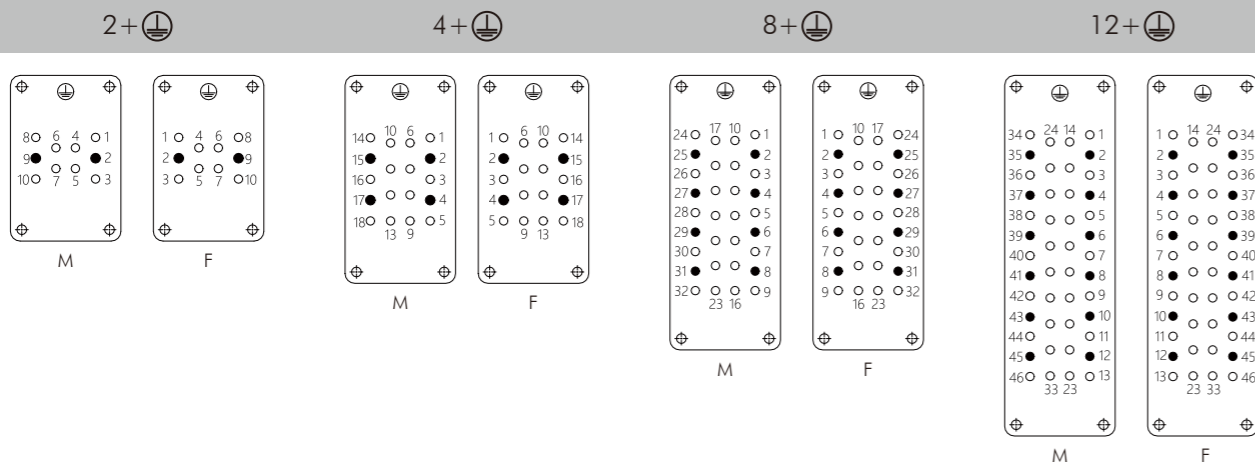 2+⏚ 4+⏚ 8+⏚ 12+⏚
8 6 4 1
9 2
10 7 5 3
M
1 4 6 8
2 9
3 5 7 10
F
14 10 6 1
15 2
16 3
17 4
18 13 9 5
M
1 6 10 14
2 15
3 16
4 17
5 9 13 18
F
24 17 10 1
25 2
26 3
27 4
28 5
29 6
30 7
31 8
32 23 16 9
M
1 10 17 24
2 25
3 26
4 27
5 28
6 29
7 30
8 31
9 16 23 32
F
34 24 14 1
35 2
36 3
37 4
38 5
39 6
40 7
41 8
42 9
43 10
44 11
45 12
46 33 23 13
M
1 14 24 34
2 35
3 36
4 37
5 38
6 39
7 40
8 41
9 42
10 43
11 44
12 45
13 23 33 46
F